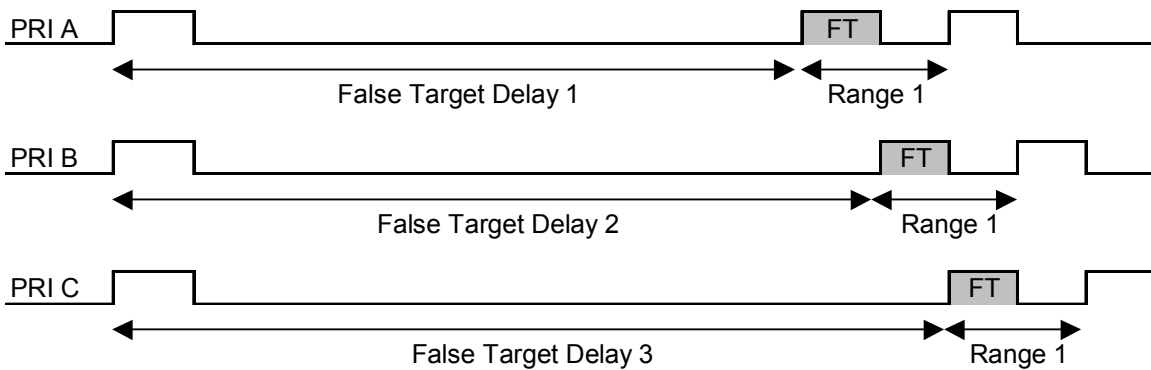 PRI A
FT
False Target Delay 1
Range 1
PRI B
FT
False Target Delay 2
Range 1
PRI C
FT
False Target Delay 3
Range 1